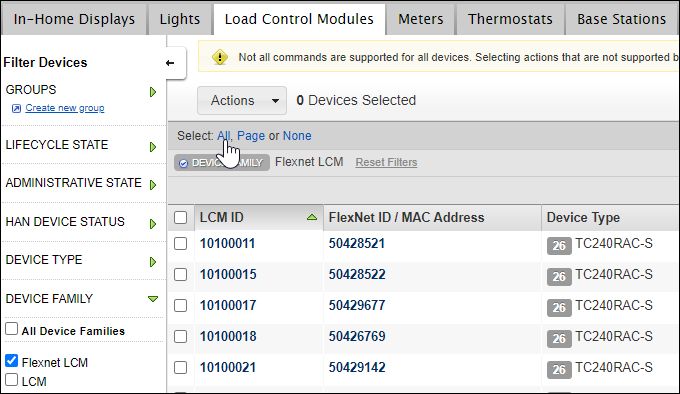 In-Home Displays
Lights
Load Control Modules
Meters
Thermostats
Base Stations
Filter Devices
GROUPS
Create new group
LIFECYCLE STATE
ADMINISTRATIVE STATE
HAN DEVICE STATUS
DEVICE TYPE
DEVICE FAMILY
All Device Families
Flexnet LCM
LCM
Not all commands are supported for all devices. Selecting actions that are not supported b
Actions
0 Devices Selected
Select: All, Page or None
DEVICE FAMILY Flexnet LCM Reset Filters
LCM ID FlexNet ID / MAC Address Device Type
10100011 50428521 26 TC240RAC-S
10100015 50428522 26 TC240RAC-S
10100017 50429677 26 TC240RAC-S
10100018 50426769 26 TC240RAC-S
10100021 50429142 26 TC240RAC-S